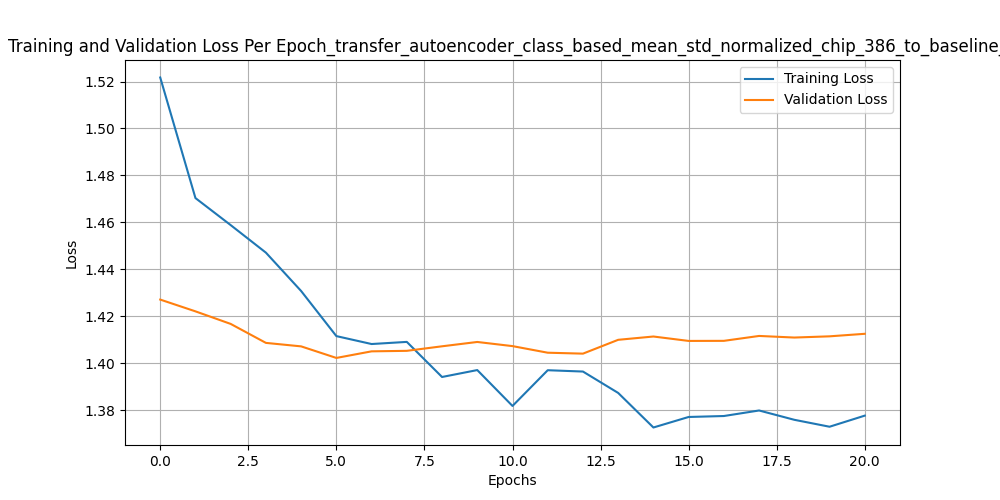 Training and Validation Loss Per Epoch_transfer_autoencoder_class_based_mean_std_normalized_chip_386_to_baseline_
Training Loss
Validation Loss
1.52
1.50
1.48
1.46
1.44
1.42
1.40
1.38
Loss
0.0 2.5 5.0 7.5 10.0 12.5 15.0 17.5 20.0
Epochs